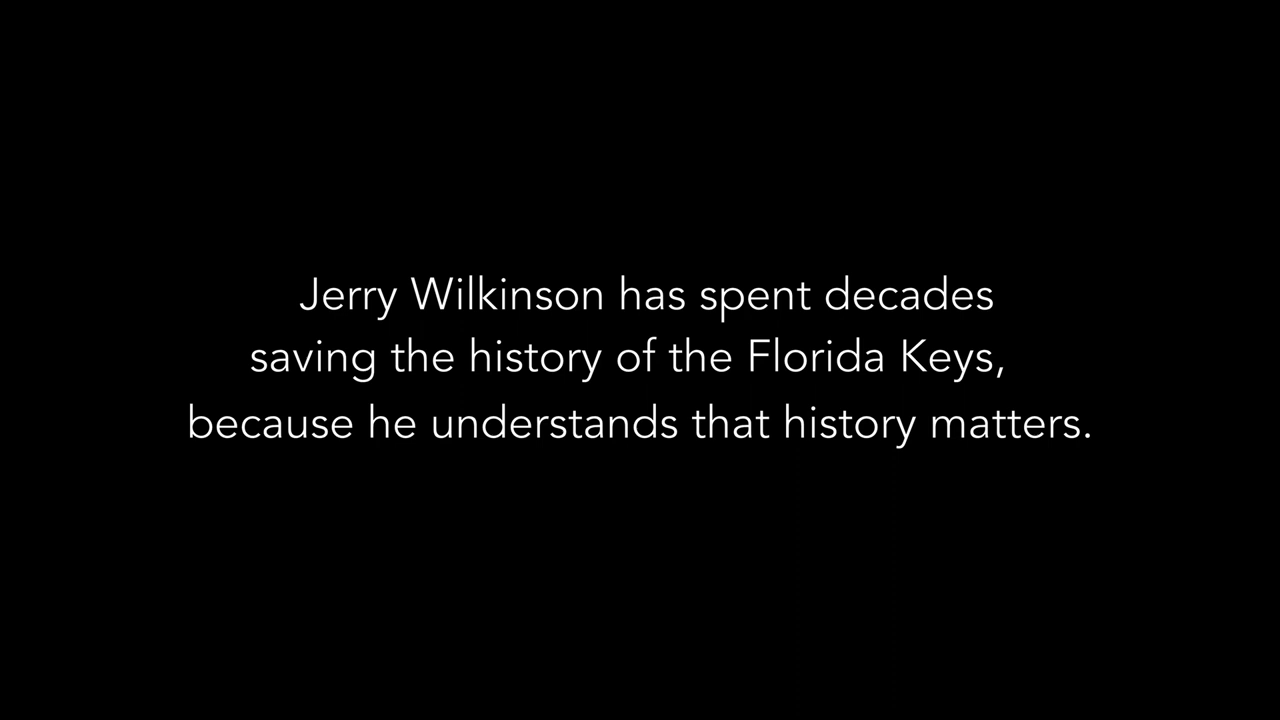 Jerry Wilkinson has spent decades
saving the history of the Florida Keys,
because he understands that history matters.